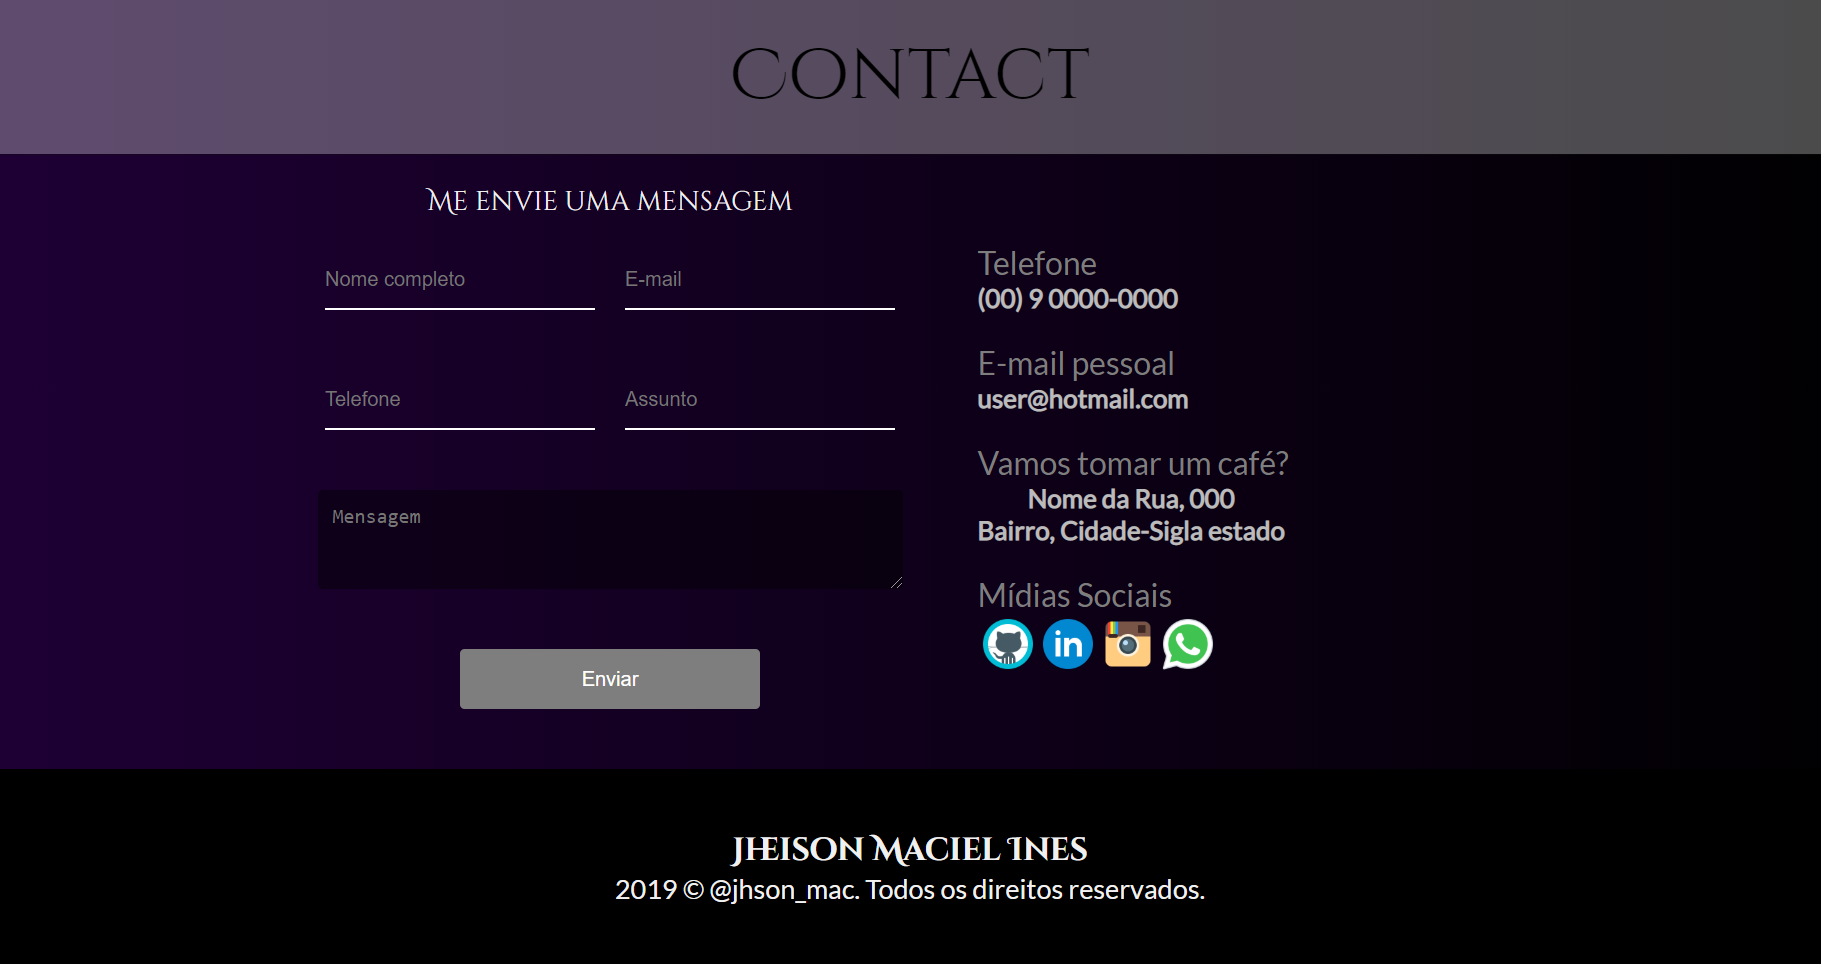 Contact
Me envie uma mensagem
Nome completo
E-mail
Telefone
Assunto
Mensagem
Enviar
Telefone
(00) 9 0000-0000
E-mail pessoal
user@hotmail.com
Vamos tomar um café?
Nome da Rua, 000
Bairro, Cidade-Sigla estado
Mídias Sociais
in
Jheison Maciel Ines
2019 © @jhson_mac. Todos os direitos reservados.